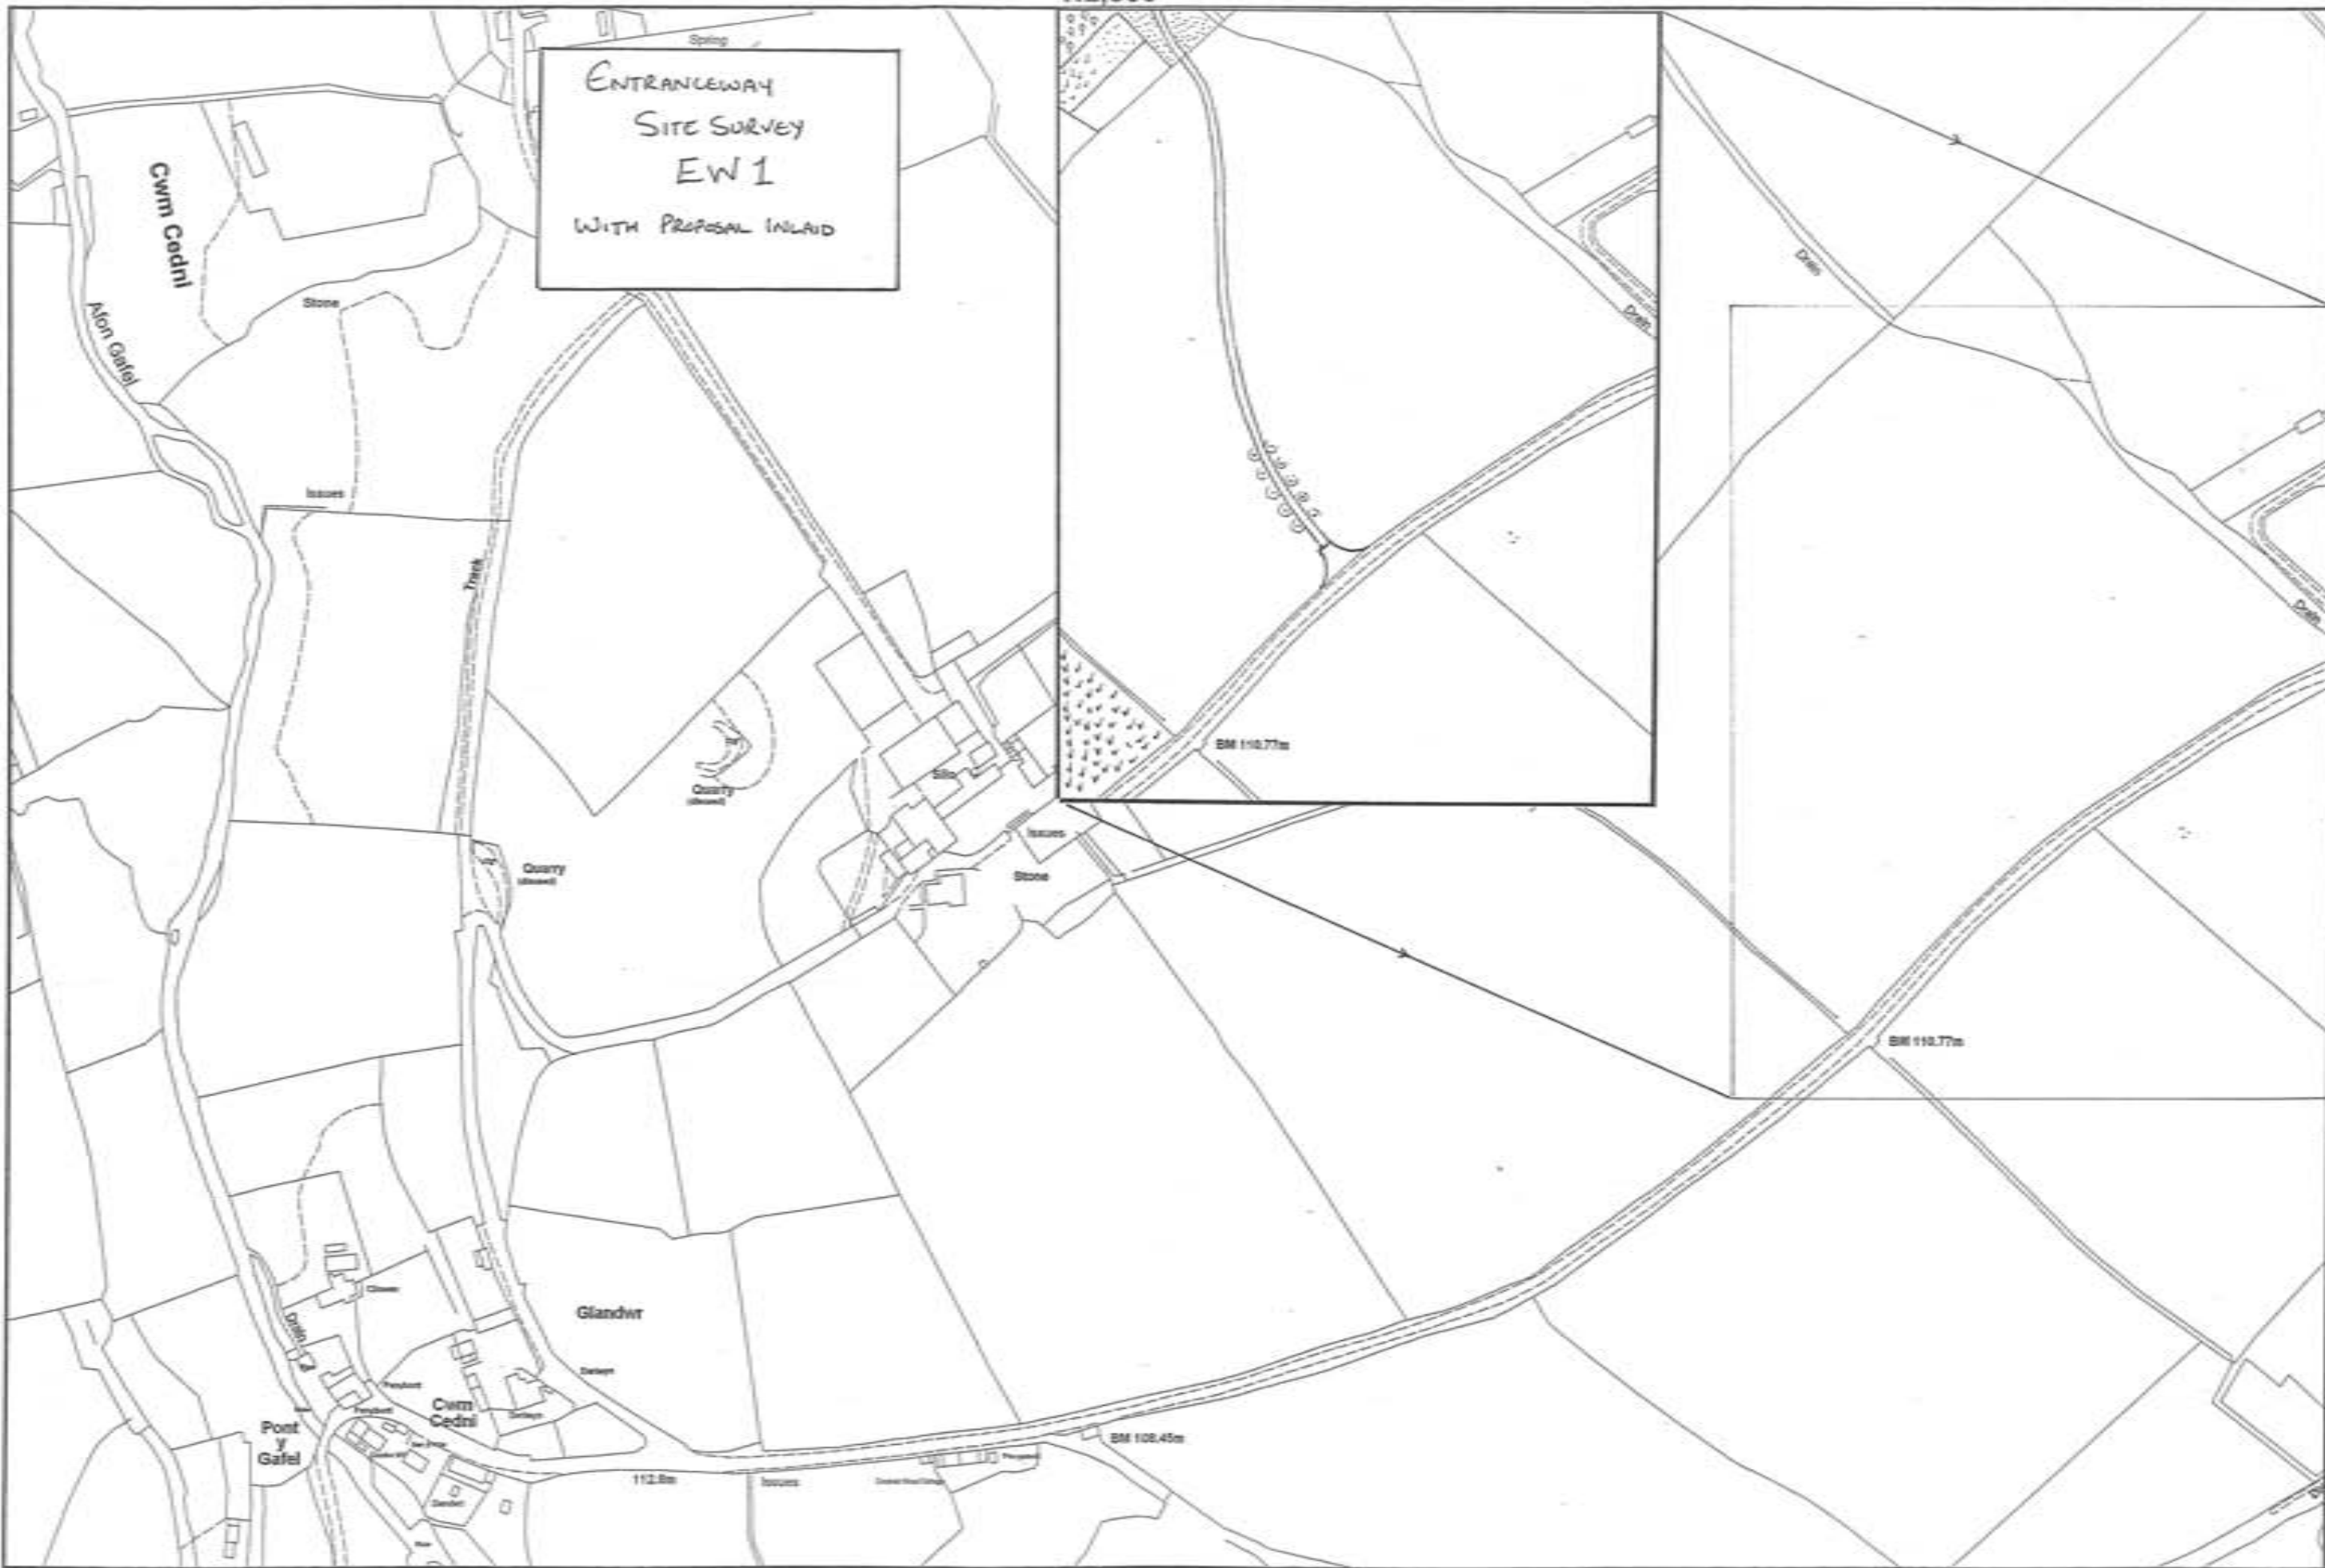 Spring
ENTRANCEWAY
SITE SURVEY
EW1
WITH PROPOSAL INLAID
Cwm Cedni
Afon Gafel
Stone
Issues
Track
Drain
Drain
Drain
BM 110.77m
Quarry
(disused)
Silo
Quarry
(disused)
Issues
Stone
BM 110.77m
Drain
Glandwr
Cwm
Cedni
Pont
y
Gafel
BM 108.45m
112.8m
Issues